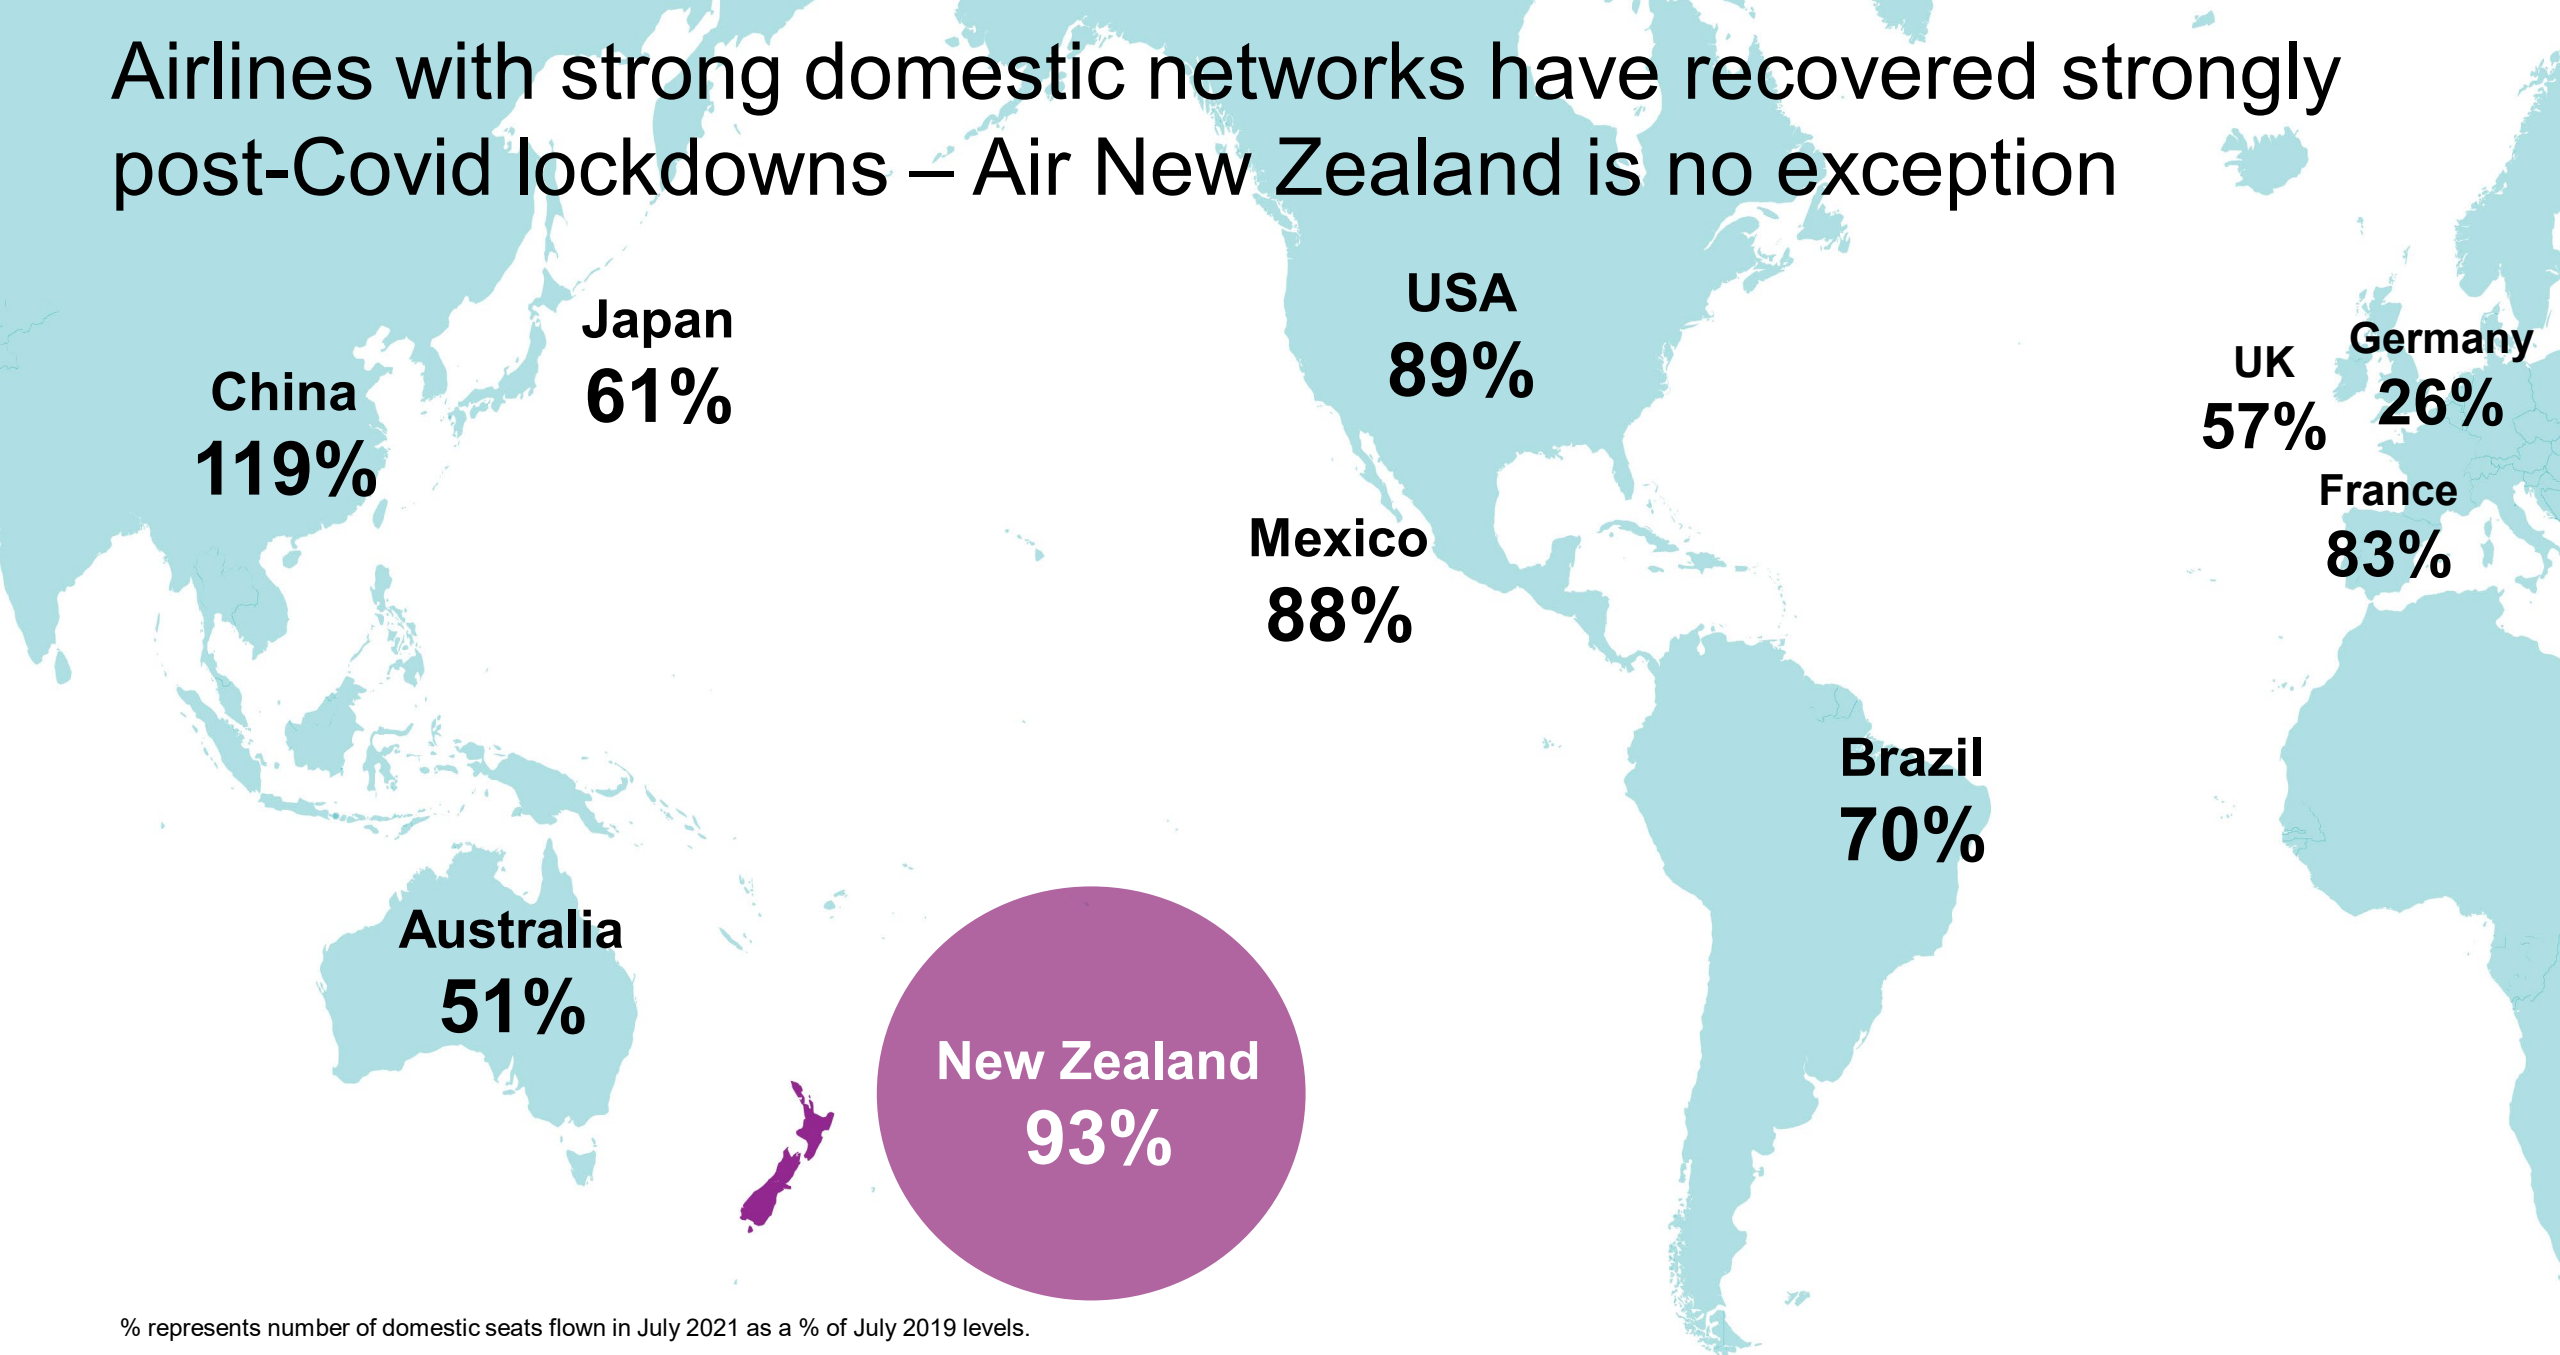 Airlines with strong domestic networks have recovered strongly
post-Covid lockdowns – Air New Zealand is no exception
China
119%
Japan
61%
USA
89%
Mexico
88%
UK
57%
Germany
26%
France
83%
Brazil
70%
Australia
51%
New Zealand
93%
% represents number of domestic seats flown in July 2021 as a % of July 2019 levels.